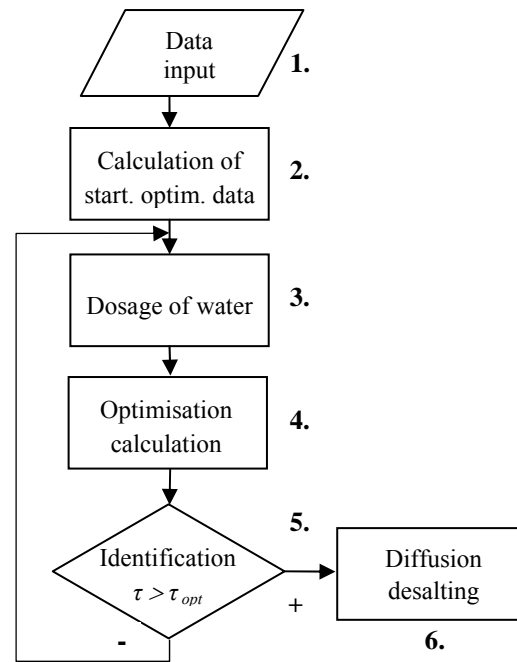 Data
input
1.
Calculation of
start. optim. data
2.
Dosage of water
3.
Optimisation
calculation
4.
5.
Identification
τ > τ opt
+
-
Diffusion
desalting
6.